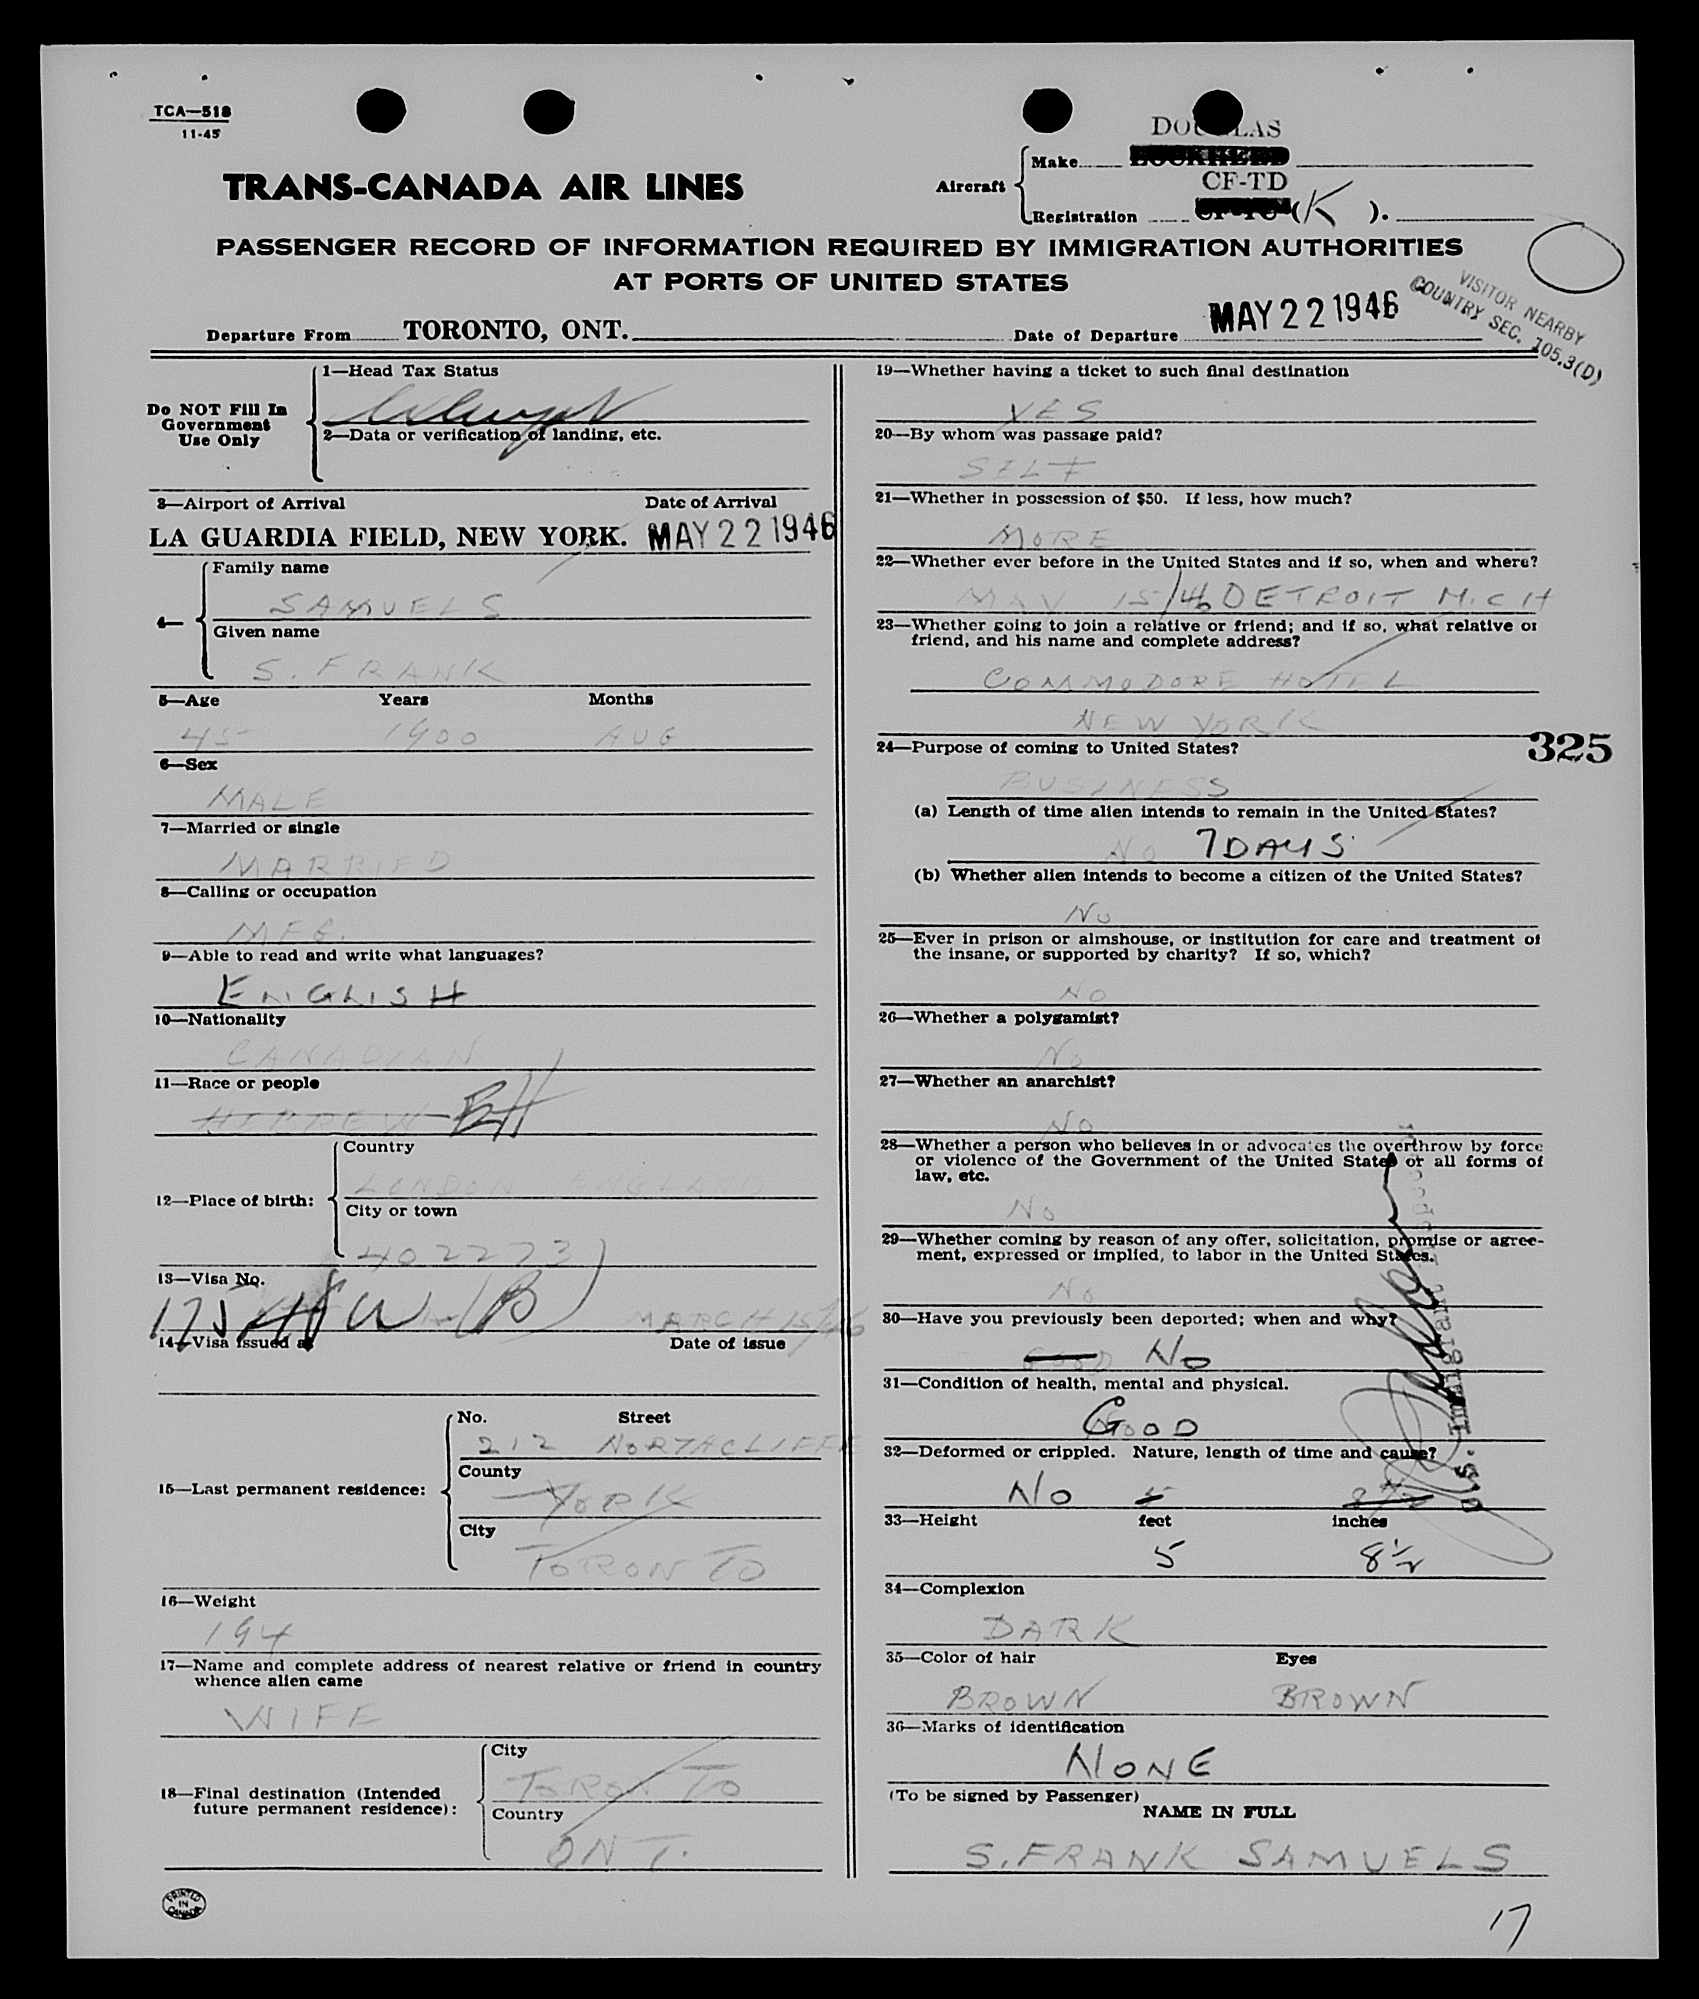 TCA—518
11-45
DOUGLAS
Aircraft
Make LOCKHEED
CF-TD
Registration CF-TC (K ).
TRANS-CANADA AIR LINES
PASSENGER RECORD OF INFORMATION REQUIRED BY IMMIGRATION AUTHORITIES
AT PORTS OF UNITED STATES
VISITOR NEARBY
COUNTRY SEC. 105.3(D)
Departure From TORONTO, ONT.
Date of Departure MAY 22 1946
Do NOT Fill In
Government
Use Only
1—Head Tax Status
2—Data or verification of landing, etc.
3—Airport of Arrival Date of Arrival
LA GUARDIA FIELD, NEW YORK. MAY 22 1946
4—
Family name
SAMUELS
Given name
S. FRANK
5—Age Years Months
45 1900 AUG
6—Sex
MALE
7—Married or single
MARRIED
8—Calling or occupation
MFG.
9—Able to read and write what languages?
ENGLISH
10—Nationality
CANADIAN
11—Race or people
HEBREW BH
12—Place of birth:
Country
LONDON ENGLAND
City or town
402273
13—Visa No.
MARCH 15/46
14—Visa issued at Date of issue
15—Last permanent residence:
No. Street
212 NORTHCLIFFE
County
YORK
City
TORONTO
16—Weight
194
17—Name and complete address of nearest relative or friend in country
whence alien came
WIFE
18—Final destination (Intended
future permanent residence):
City
TORONTO
Country
ONT.
PRINTED
IN
CANADA
19—Whether having a ticket to such final destination
YES
20—By whom was passage paid?
SELF
21—Whether in possession of $50. If less, how much?
MORE
22—Whether ever before in the United States and if so, when and where?
MAY 15/46 DETROIT MICH
23—Whether going to join a relative or friend; and if so, what relative or
friend, and his name and complete address?
COMMODORE HOTEL
NEW YORK
24—Purpose of coming to United States?
325
BUSINESS
(a) Length of time alien intends to remain in the United States?
NO 7 DAYS
(b) Whether alien intends to become a citizen of the United States?
NO
25—Ever in prison or almshouse, or institution for care and treatment of
the insane, or supported by charity? If so, which?
NO
26—Whether a polygamist?
NO
27—Whether an anarchist?
NO
28—Whether a person who believes in or advocates the overthrow by force
or violence of the Government of the United States or all forms of
law, etc.
NO
29—Whether coming by reason of any offer, solicitation, promise or agree-
ment, expressed or implied, to labor in the United States.
NO
30—Have you previously been deported; when and why?
GOOD NO
31—Condition of health, mental and physical.
GOOD
32—Deformed or crippled. Nature, length of time and cause?
NO 5 8 1/2
33—Height feet inches
5 8 1/2
34—Complexion
DARK
35—Color of hair Eyes
BROWN BROWN
36—Marks of identification
NONE
(To be signed by Passenger)
NAME IN FULL
S. FRANK SAMUELS
17